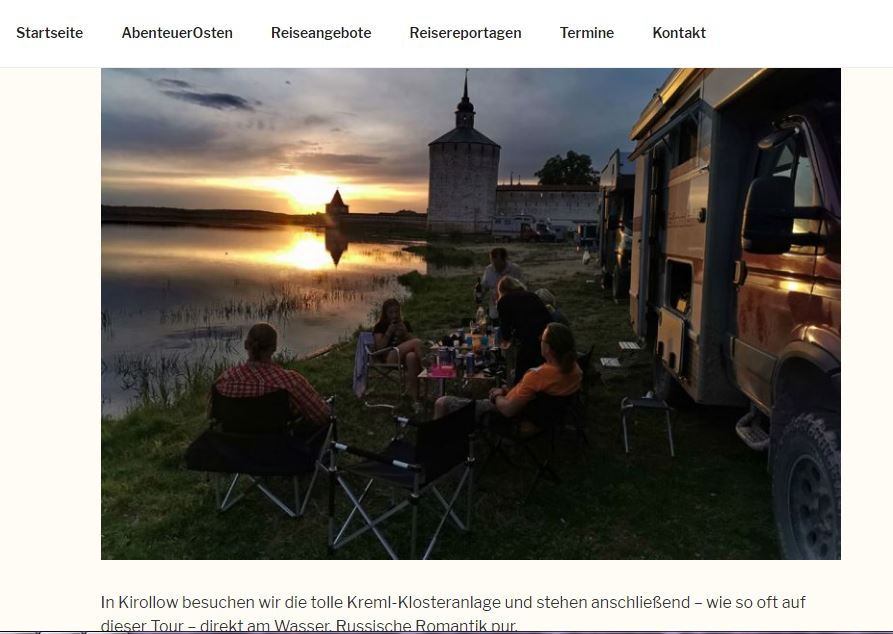 Startseite AbenteuerOsten Reiseangebote Reisereportagen Termine Kontakt
In Kirollow besuchen wir die tolle Kreml-Klosteranlage und stehen anschließend – wie so oft auf
dieser Tour – direkt am Wasser. Russische Romantik pur.